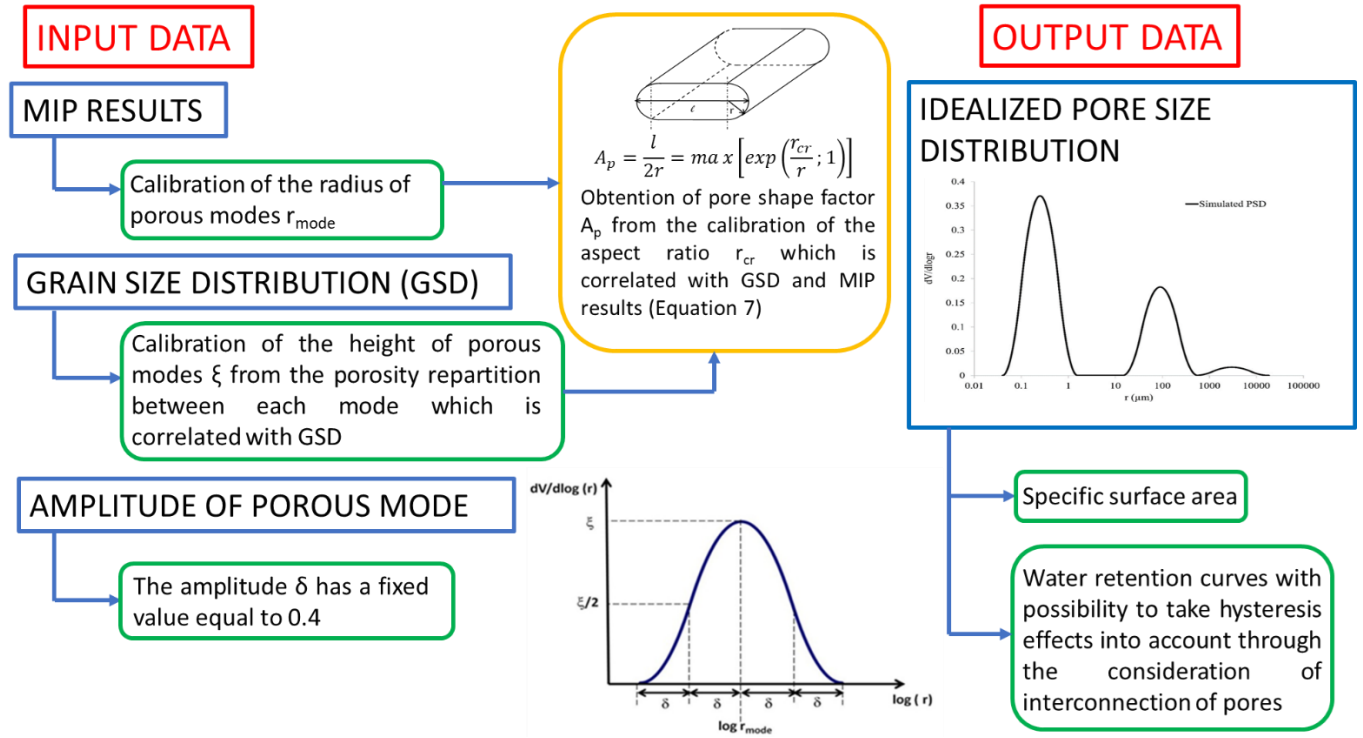 INPUT DATA
MIP RESULTS
Calibration of the radius of
porous modes r_mode
GRAIN SIZE DISTRIBUTION (GSD)
Calibration of the height of porous
modes ξ from the porosity repartition
between each mode which is
correlated with GSD
AMPLITUDE OF POROUS MODE
The amplitude δ has a fixed
value equal to 0.4
ℓ
r
A_p = l/2r = ma x [exp (r_cr/r ; 1)]
Obtention of pore shape factor
A_p from the calibration of the
aspect ratio r_cr which is
correlated with GSD and MIP
results (Equation 7)
dV/dlog (r)
ξ
ξ/2
δ δ δ δ
log r_mode
log ( r)
OUTPUT DATA
IDEALIZED PORE SIZE
DISTRIBUTION
0.4
0.35
0.3
0.25
0.2
0.15
0.1
0.05
0
dV/dlogr
Simulated PSD
0.01 0.1 1 10 100 1000 10000 100000
r (µm)
Specific surface area
Water retention curves with
possibility to take hysteresis
effects into account through
the consideration of
interconnection of pores